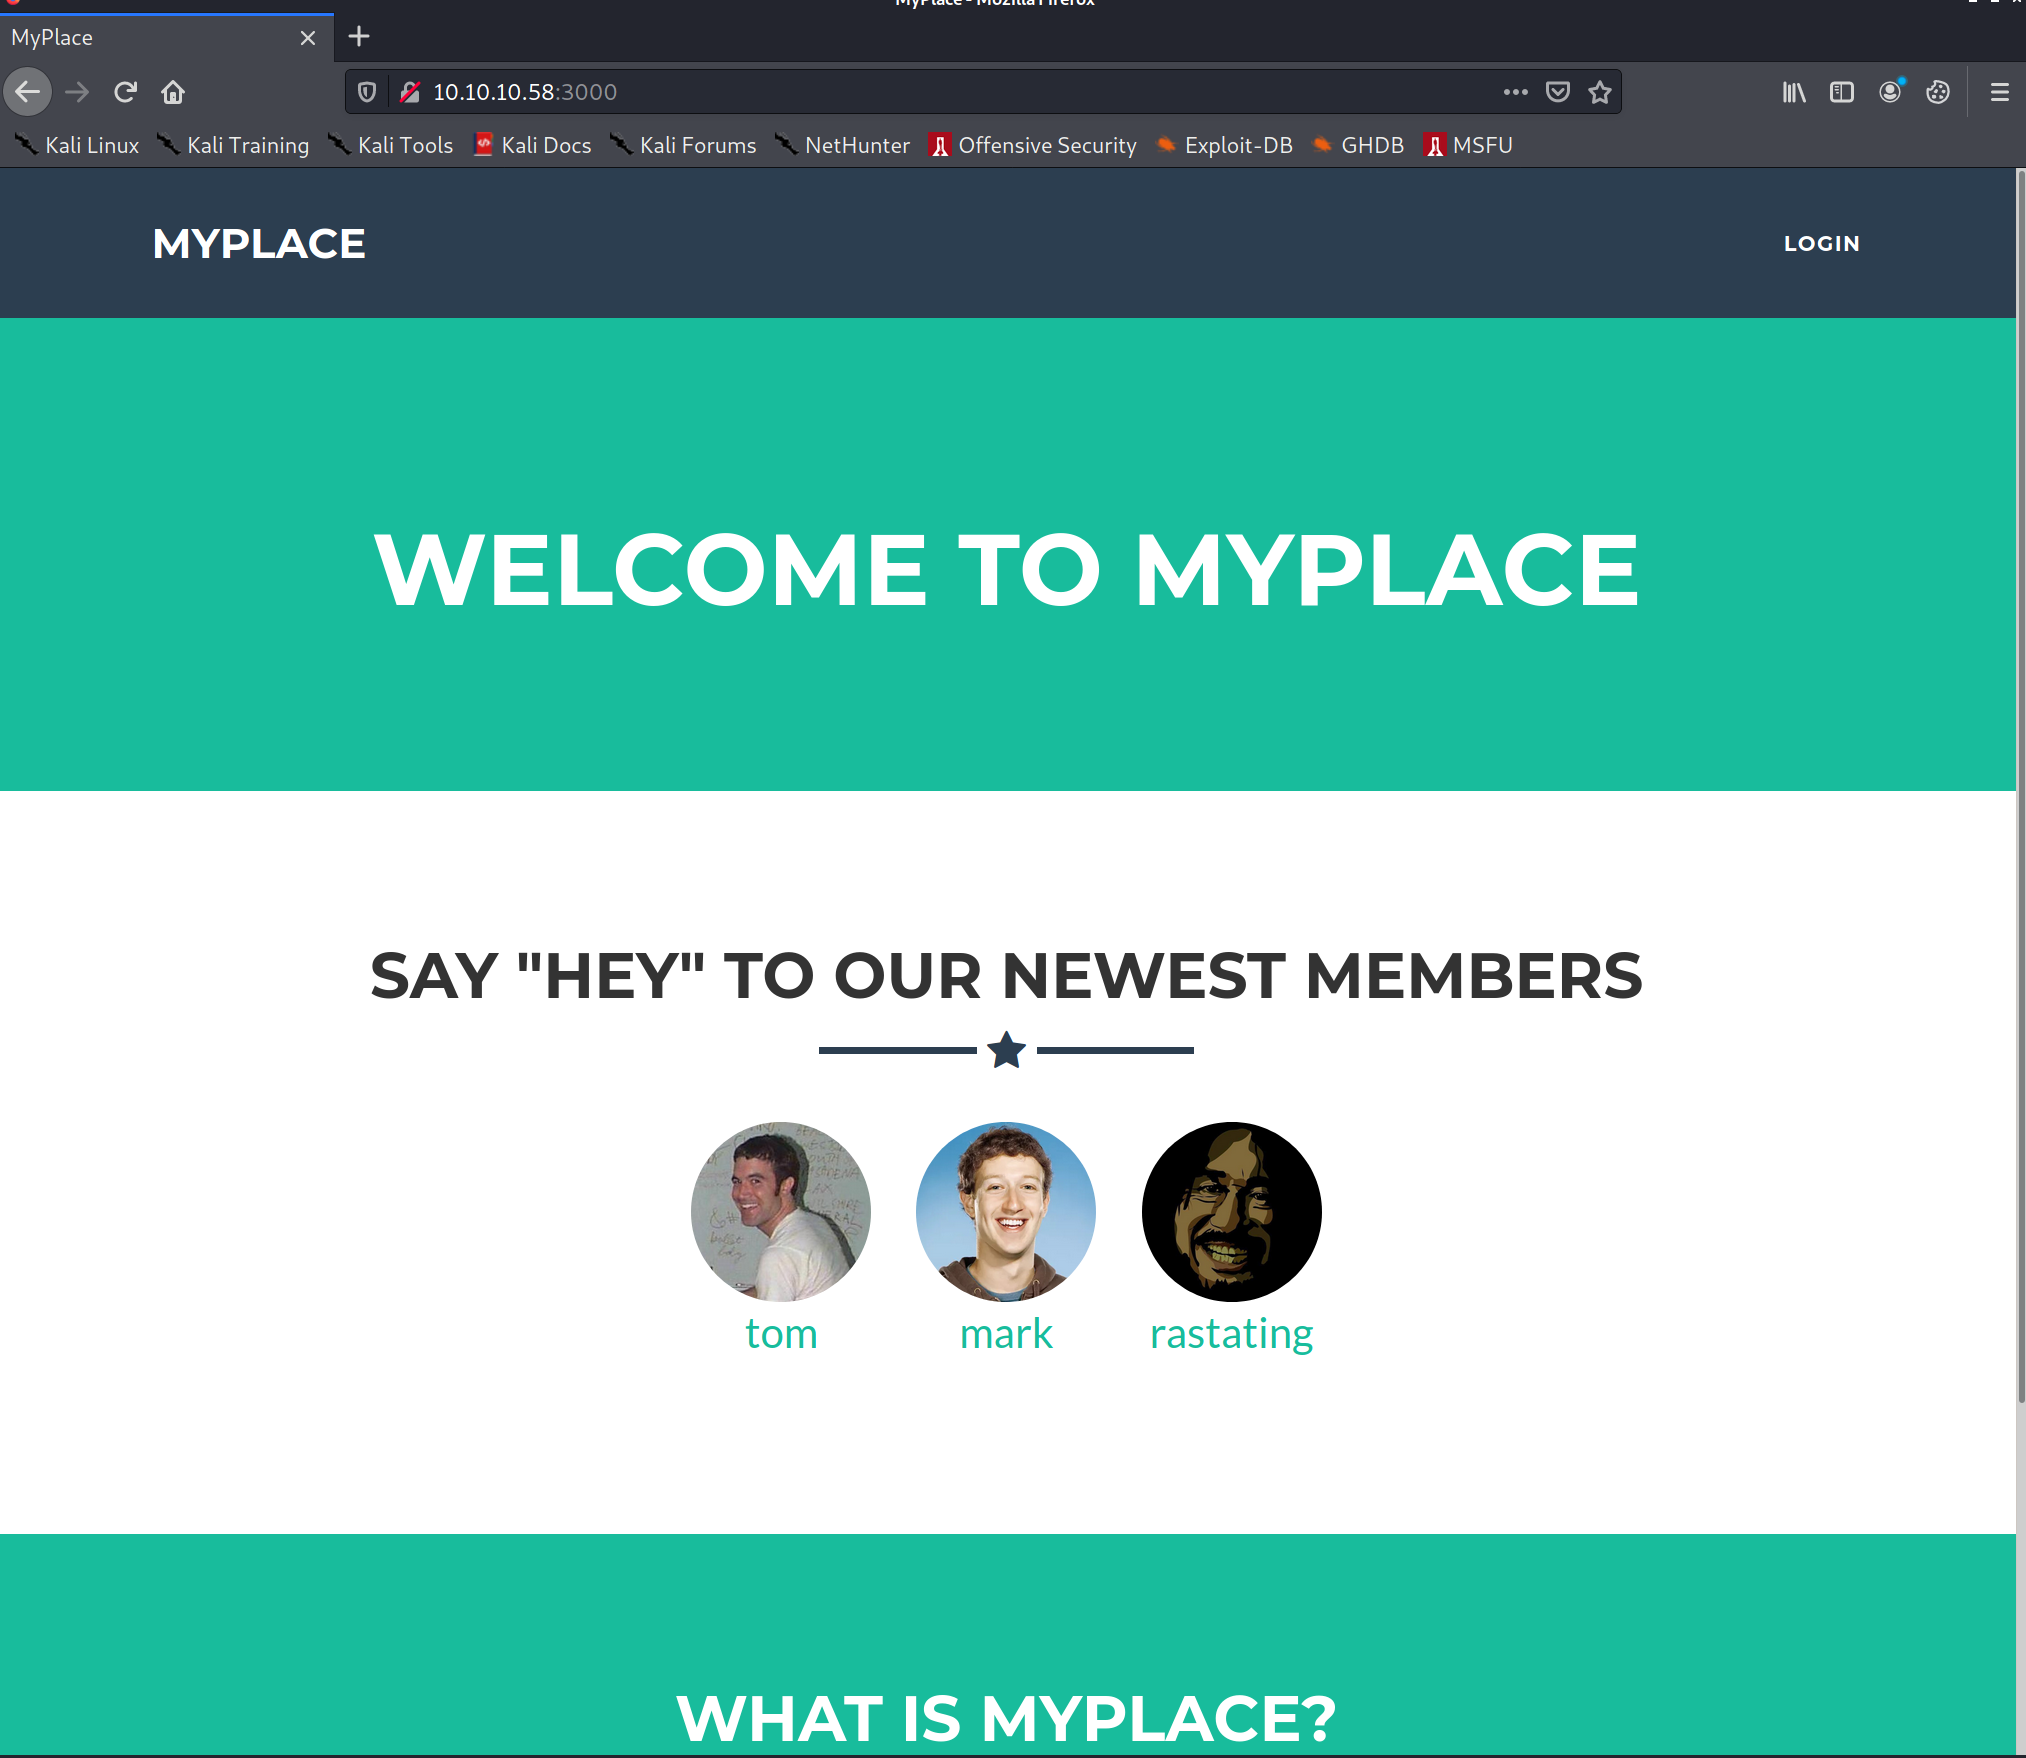 MyPlace - Mozilla Firefox
MyPlace
10.10.10.58:3000
Kali Linux Kali Training Kali Tools Kali Docs Kali Forums NetHunter Offensive Security Exploit-DB GHDB MSFU
MYPLACE LOGIN
WELCOME TO MYPLACE
SAY "HEY" TO OUR NEWEST MEMBERS
tom mark rastating
WHAT IS MYPLACE?